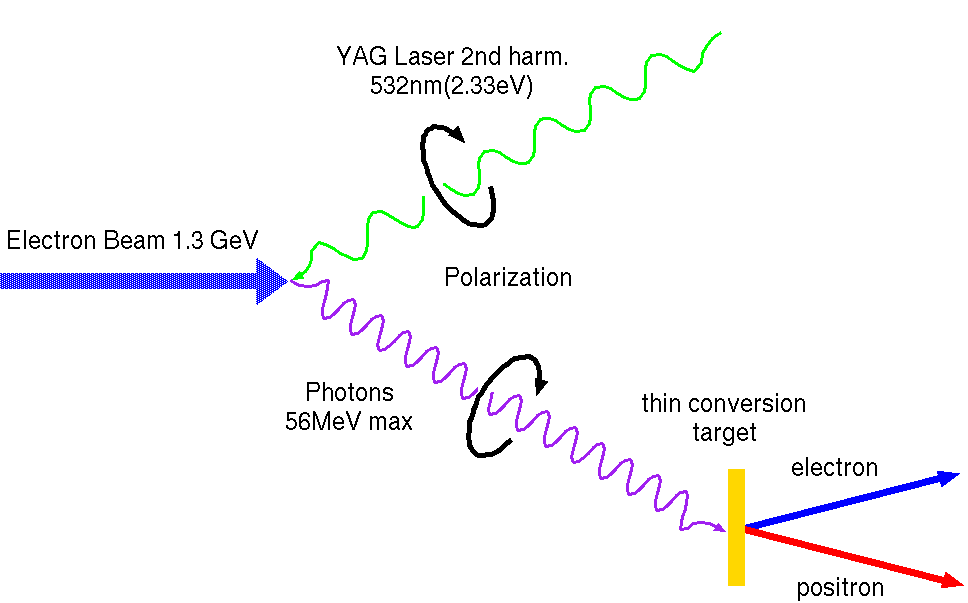 YAG Laser 2nd harm.
532nm(2.33eV)
Electron Beam 1.3 GeV
Polarization
Photons
56MeV max
thin conversion
target
electron
positron